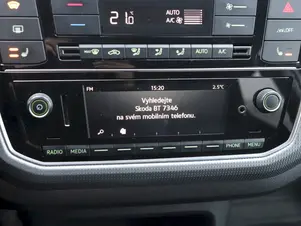 21.0°
AUTO
AUTO
A/C
FM
15:20
2.5°C
Vyhledejte
Skoda BT 7346
na svém mobilním telefonu.
RADIO
MEDIA
PHONE
MENU